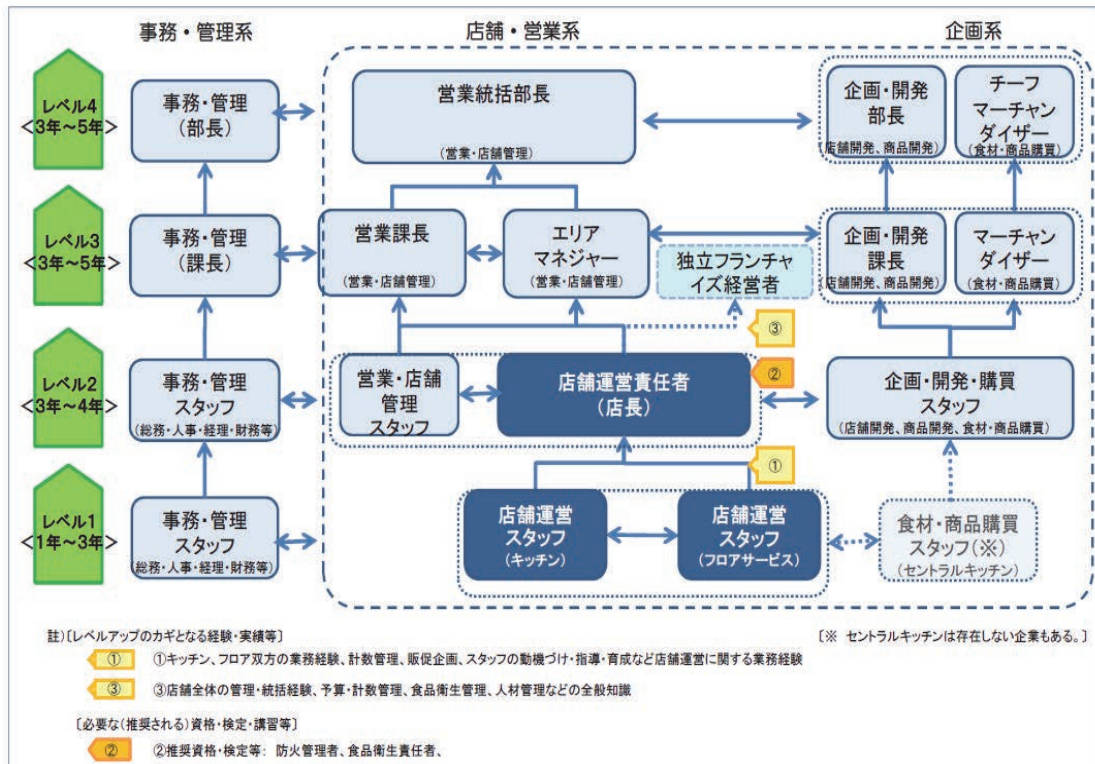 事務・管理系
店舗・営業系
企画系
レベル4
<3年～5年>
事務・管理
(部長)
営業統括部長
(営業・店舗管理)
企画・開発
部長
(店舗開発、商品開発)
チーフ
マーチャン
ダイザー
(食材・商品購買)
レベル3
<3年～5年>
事務・管理
(課長)
営業課長
(営業・店舗管理)
エリア
マネジャー
(営業・店舗管理)
独立フランチャ
イズ経営者
企画・開発
課長
(店舗開発、商品開発)
マーチャン
ダイザー
(食材・商品購買)
③
レベル2
<3年～4年>
事務・管理
スタッフ
(総務・人事・経理・財務等)
営業・店舗
管理
スタッフ
店舗運営責任者
(店長)
②
企画・開発・購買
スタッフ
(店舗開発、商品開発、食材・商品購買)
①
レベル1
<1年～3年>
事務・管理
スタッフ
(総務・人事・経理・財務等)
店舗運営
スタッフ
(キッチン)
店舗運営
スタッフ
(フロアサービス)
食材・商品購買
スタッフ(※)
(セントラルキッチン)
註)〔レベルアップのカギとなる経験・実績等〕
〔※ セントラルキッチンは存在しない企業もある。〕
① ①キッチン、フロア双方の業務経験、計数管理、販促企画、スタッフの動機づけ・指導・育成など店舗運営に関する業務経験
③ ③店舗全体の管理・統括経験、予算・計数管理、食品衛生管理、人材管理などの全般知識
〔必要な(推奨される)資格・検定・講習等〕
② ②推奨資格・検定等: 防火管理者、食品衛生責任者、